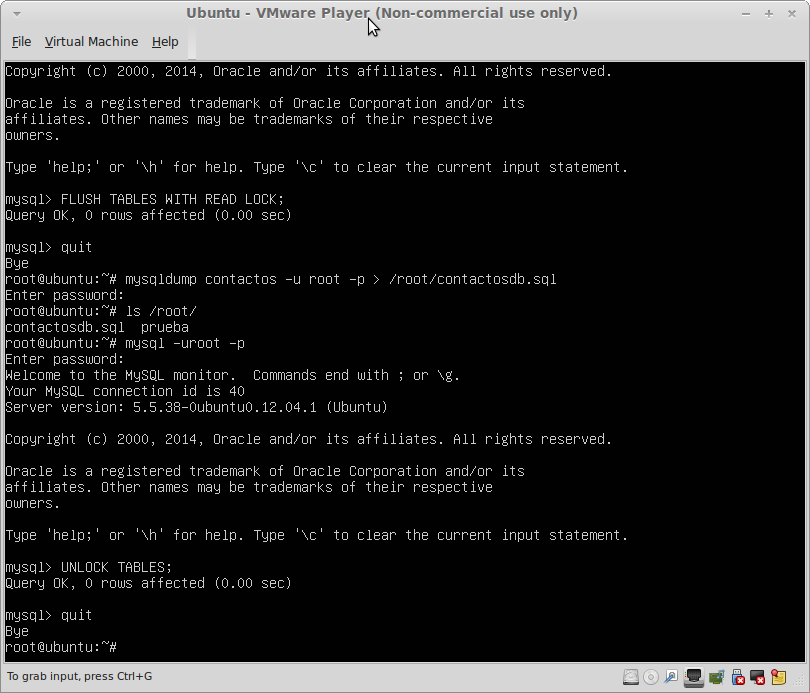 Ubuntu - VMware Player (Non-commercial use only)
File Virtual Machine Help
Copyright (c) 2000, 2014, Oracle and/or its affiliates. All rights reserved.
Oracle is a registered trademark of Oracle Corporation and/or its
affiliates. Other names may be trademarks of their respective
owners.
Type 'help;' or '\h' for help. Type '\c' to clear the current input statement.
mysql> FLUSH TABLES WITH READ LOCK;
Query OK, 0 rows affected (0.00 sec)
mysql> quit
Bye
root@ubuntu:~# mysqldump contactos -u root -p > /root/contactosdb.sql
Enter password:
root@ubuntu:~# ls /root/
contactosdb.sql  prueba
root@ubuntu:~# mysql -uroot -p
Enter password:
Welcome to the MySQL monitor.  Commands end with ; or \g.
Your MySQL connection id is 40
Server version: 5.5.38-0ubuntu0.12.04.1 (Ubuntu)
Copyright (c) 2000, 2014, Oracle and/or its affiliates. All rights reserved.
Oracle is a registered trademark of Oracle Corporation and/or its
affiliates. Other names may be trademarks of their respective
owners.
Type 'help;' or '\h' for help. Type '\c' to clear the current input statement.
mysql> UNLOCK TABLES;
Query OK, 0 rows affected (0.00 sec)
mysql> quit
Bye
root@ubuntu:~#
To grab input, press Ctrl+G